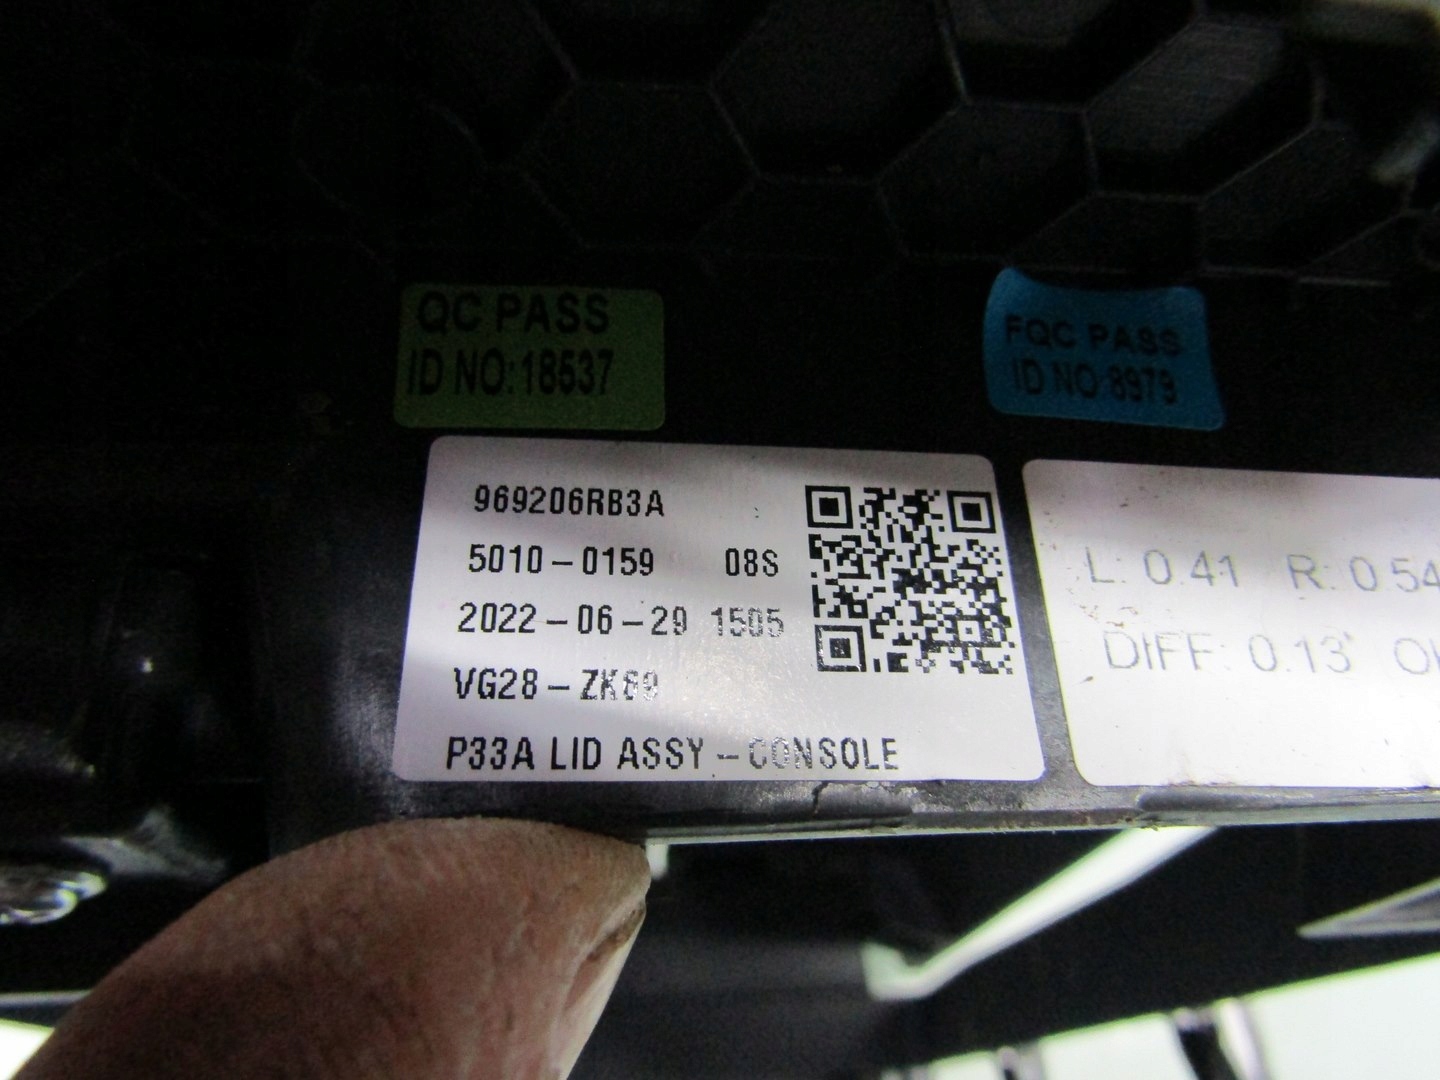 QC PASS
ID NO:18537
FQC PASS
ID NO 8979
969206RB3A
5010-0159 08S
2022-06-29 1505
VG28-ZK69
P33A LID ASSY-CONSOLE
L: 0.41 R: 0.54
DIFF: 0.13